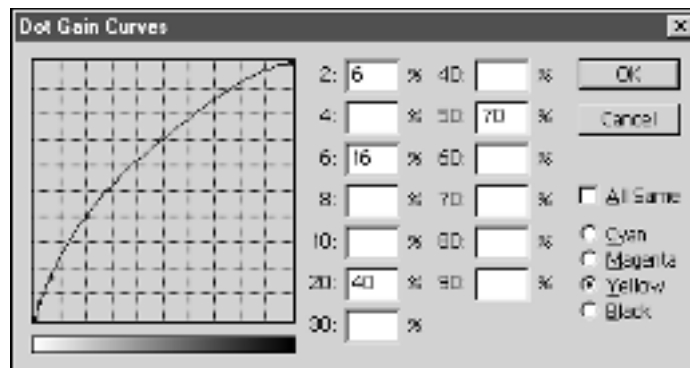 Dot Gain Curves
2: 6 % 40: %
4: % 50: 70 %
6: 16 % 60: %
8: % 70: %
10: % 80: %
20: 40 % 90: %
30: %
OK
Cancel
All Same
Cyan
Magenta
Yellow
Black